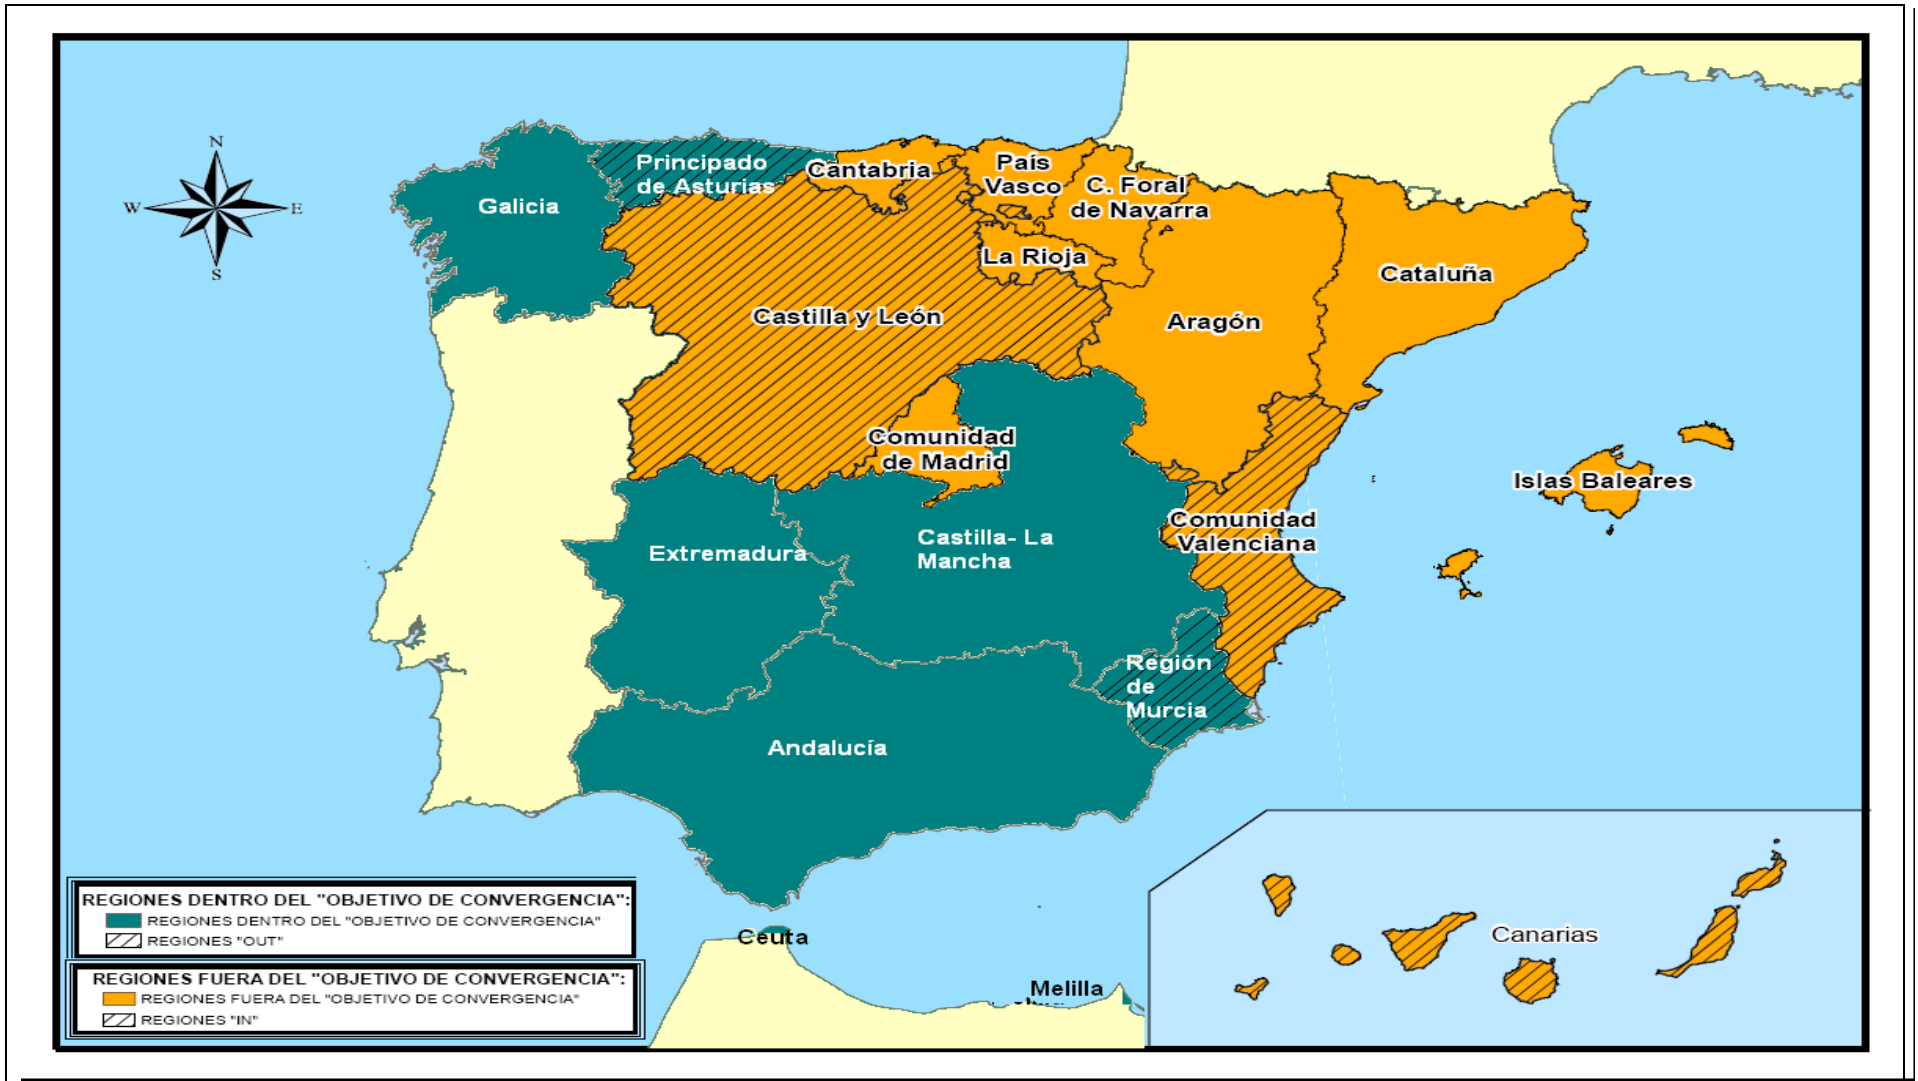 N
W
E
S
Galicia
Principado
de Asturias
Cantabria
País
Vasco
C. Foral
de Navarra
La Rioja
Castilla y León
Aragón
Cataluña
Comunidad
de Madrid
Islas Baleares
Extremadura
Castilla- La
Mancha
Comunidad
Valenciana
Región
de
Murcia
Andalucía
Canarias
Ceuta
Melilla
REGIONES DENTRO DEL "OBJETIVO DE CONVERGENCIA":
REGIONES DENTRO DEL "OBJETIVO DE CONVERGENCIA"
REGIONES "OUT"
REGIONES FUERA DEL "OBJETIVO DE CONVERGENCIA":
REGIONES FUERA DEL "OBJETIVO DE CONVERGENCIA"
REGIONES "IN"